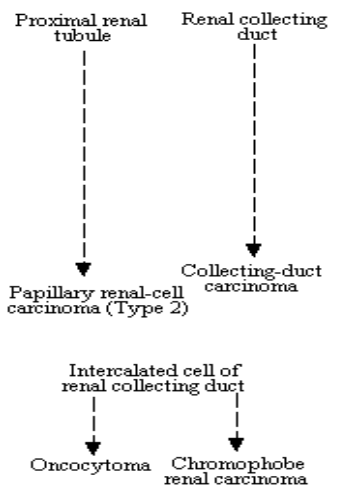 Proximal renal
tubule
Renal collecting
duct
Papillary renal-cell
carcinoma (Type 2)
Collecting-duct
carcinoma
Intercalated cell of
renal collecting duct
Oncocytoma
Chromophobe
renal carcinoma